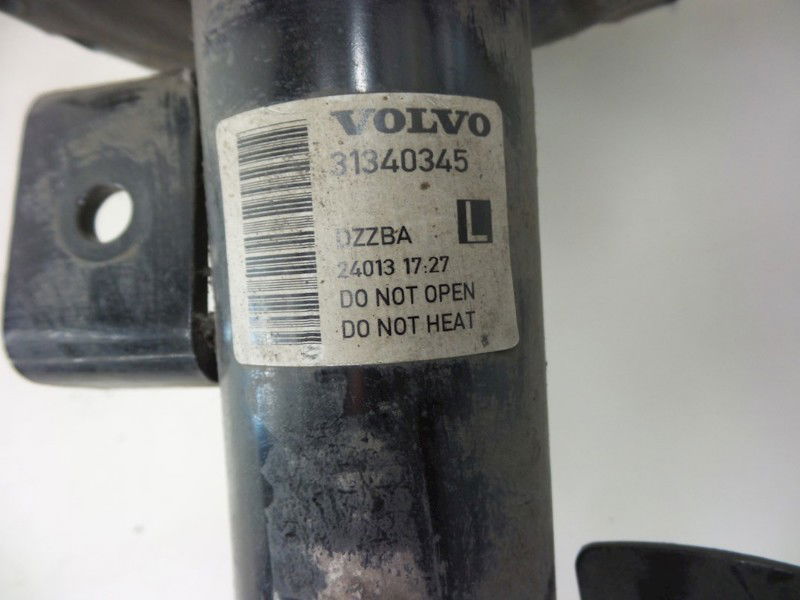 VOLVO
31340345
DZZBA L
24013 17:27
DO NOT OPEN
DO NOT HEAT